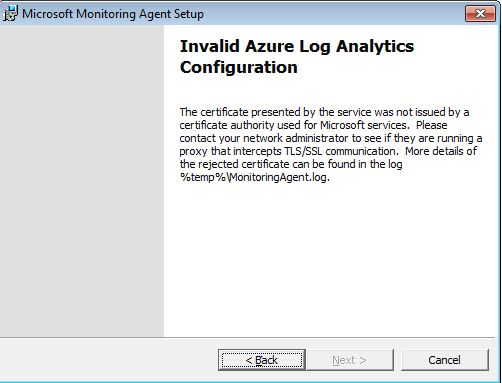 Microsoft Monitoring Agent Setup
Invalid Azure Log Analytics
Configuration
The certificate presented by the service was not issued by a
certificate authority used for Microsoft services.  Please
contact your network administrator to see if they are running a
proxy that intercepts TLS/SSL communication.  More details of
the rejected certificate can be found in the log
%temp%\MonitoringAgent.log.
< Back
Next >
Cancel